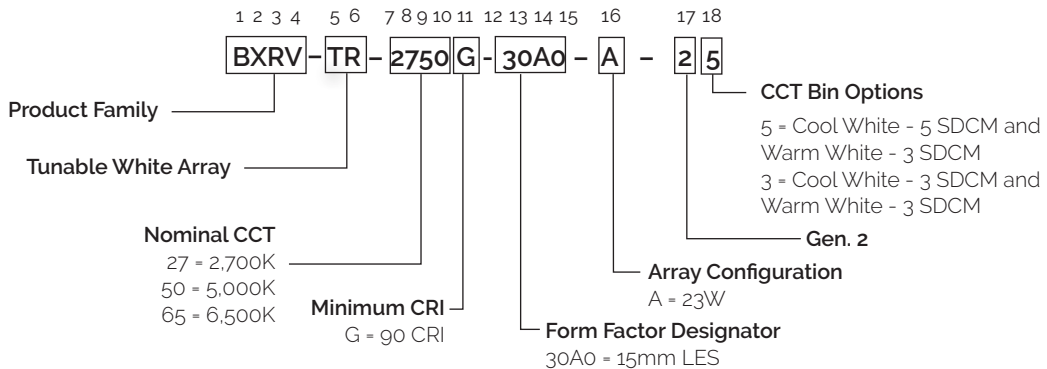 1 2 3 4 5 6 7 8 9 10 11 12 13 14 15 16 17 18
BXRV – TR – 2750 G - 30A0 – A – 2 5
Product Family
Tunable White Array
Nominal CCT
27 = 2,700K
50 = 5,000K
65 = 6,500K
Minimum CRI
G = 90 CRI
Form Factor Designator
30A0 = 15mm LES
Array Configuration
A = 23W
Gen. 2
CCT Bin Options
5 = Cool White - 5 SDCM and
Warm White - 3 SDCM
3 = Cool White - 3 SDCM and
Warm White - 3 SDCM